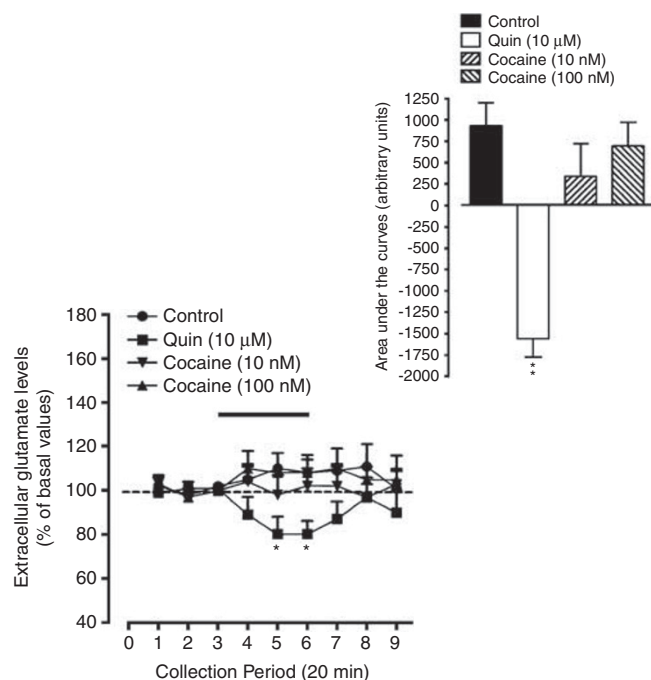 Control
Quin (10 μM)
Cocaine (10 nM)
Cocaine (100 nM)
Area under the curves (arbitrary units)
1250
1000
750
500
250
0
-250
-500
-750
-1000
-1250
-1500
-1750
-2000
*
*
Extracellular glutamate levels
(% of basal values)
180
160
140
120
100
80
60
40
Control
Quin (10 μM)
Cocaine (10 nM)
Cocaine (100 nM)
* *
0 1 2 3 4 5 6 7 8 9
Collection Period (20 min)